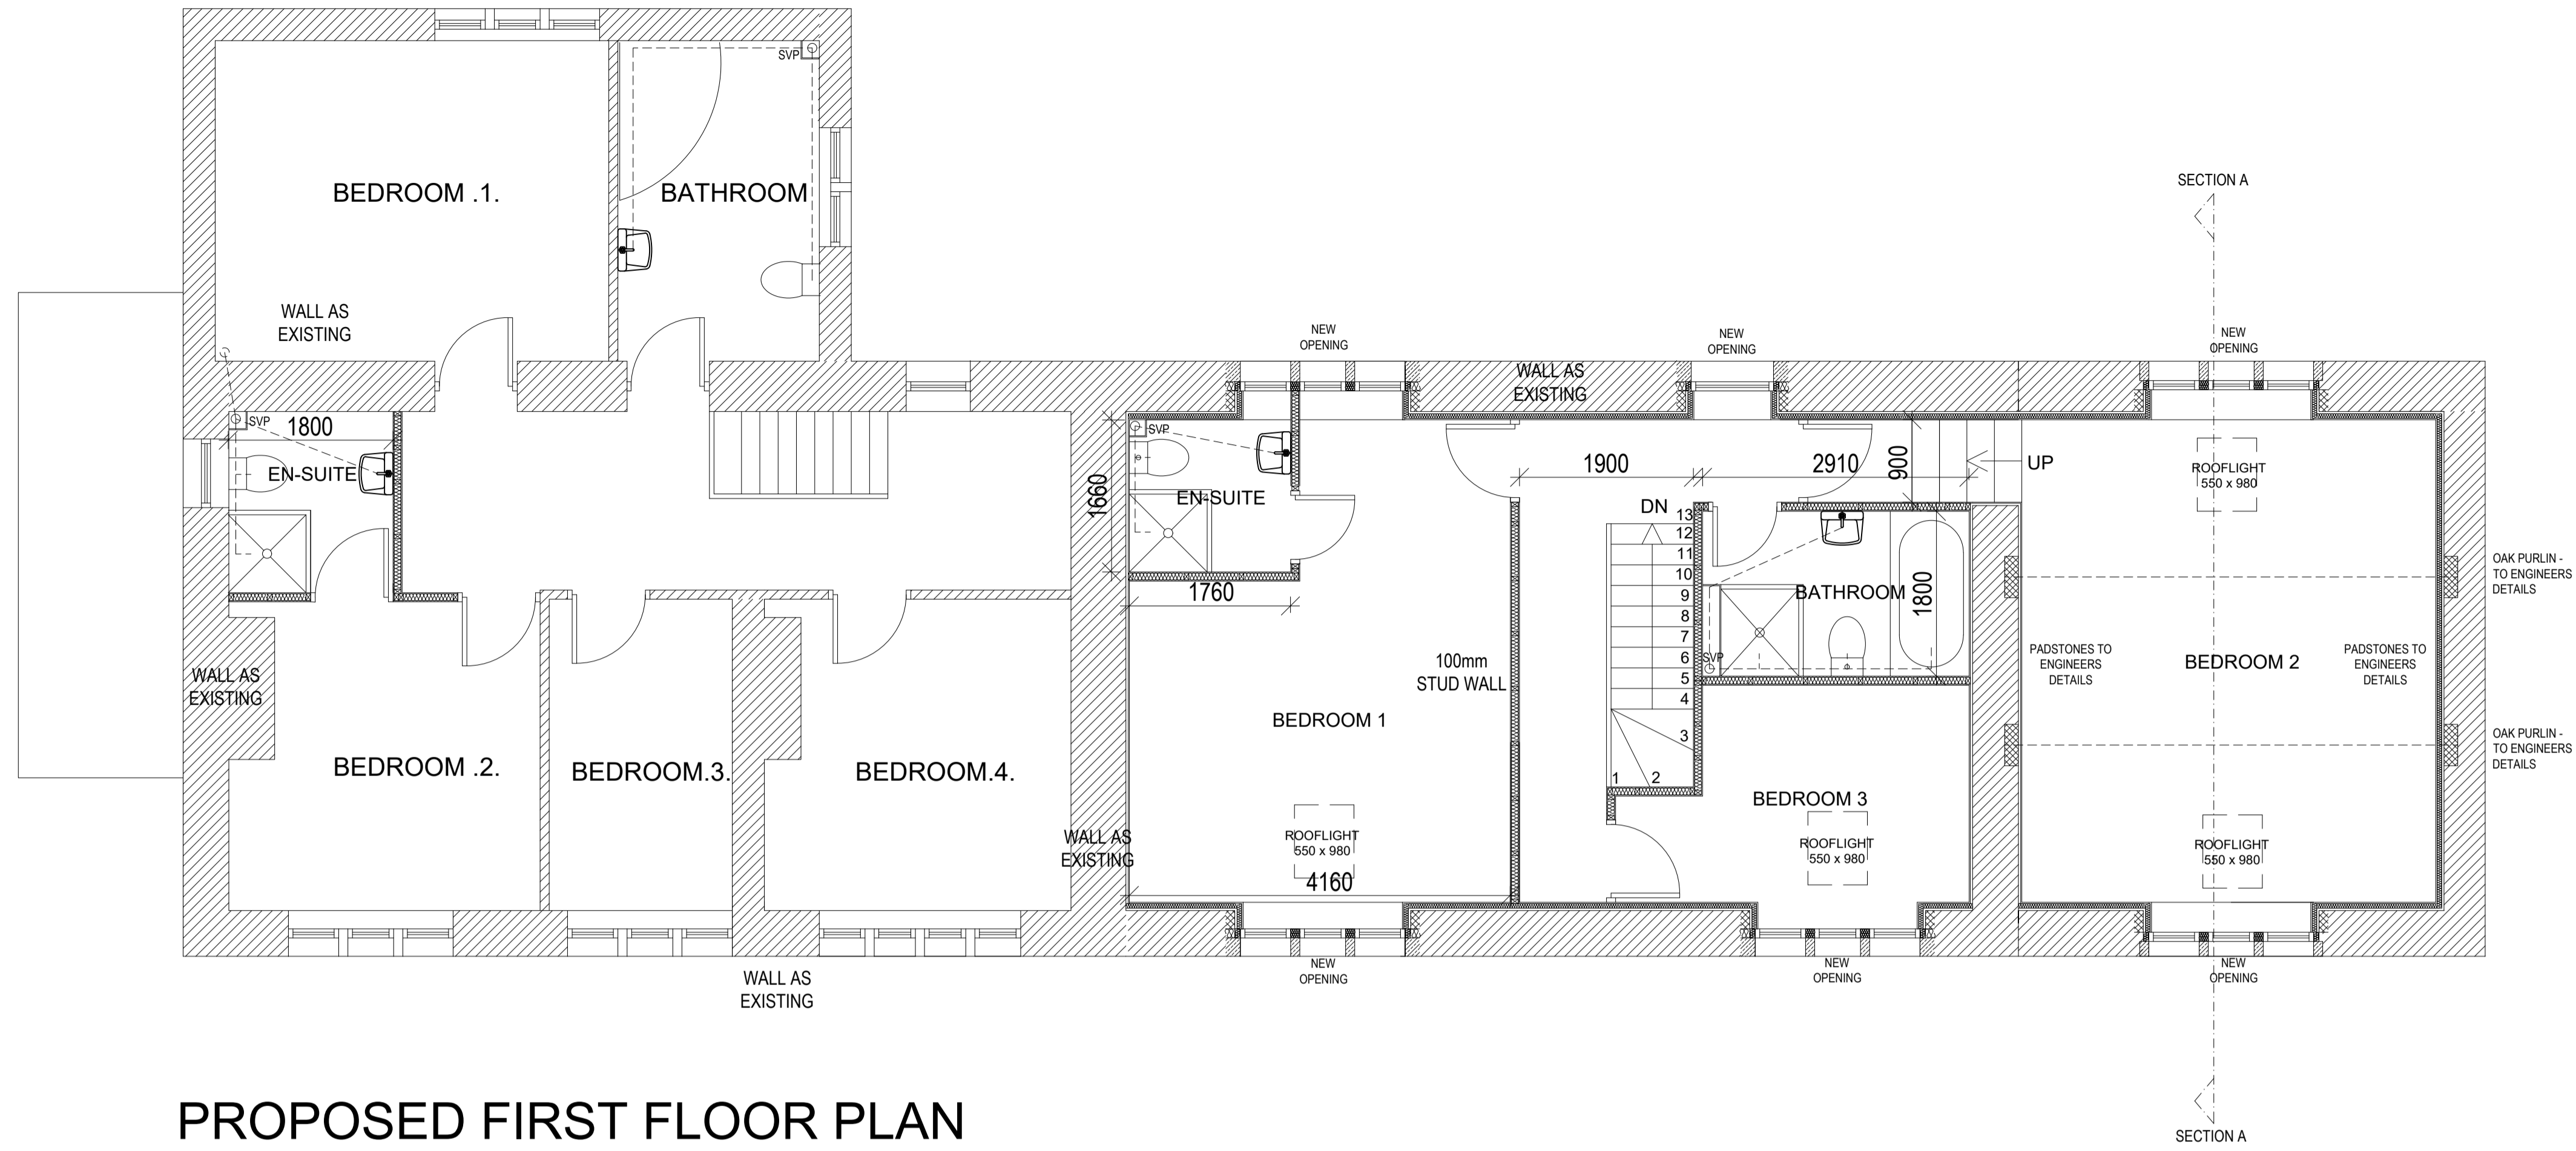 SVP
BEDROOM .1.
BATHROOM
WALL AS
EXISTING
SVP
1800
EN-SUITE
WALL AS
EXISTING
BEDROOM .2.
BEDROOM.3.
BEDROOM.4.
WALL AS
EXISTING
NEW
OPENING
WALL AS
EXISTING
NEW
OPENING
SECTION A
NEW
OPENING
SVP
1660
EN-SUITE
1760
1900
2910
900
UP
DN
13
12
11
10
9
8
7
6
5
4
3
2
1
SVP
BATHROOM
1800
100mm
STUD WALL
BEDROOM 1
ROOFLIGHT
550 x 980
4160
WALL AS
EXISTING
BEDROOM 3
ROOFLIGHT
550 x 980
ROOFLIGHT
550 x 980
PADSTONES TO
ENGINEERS
DETAILS
BEDROOM 2
PADSTONES TO
ENGINEERS
DETAILS
ROOFLIGHT
550 x 980
OAK PURLIN -
TO ENGINEERS
DETAILS
OAK PURLIN -
TO ENGINEERS
DETAILS
NEW
OPENING
NEW
OPENING
NEW
OPENING
SECTION A
PROPOSED FIRST FLOOR PLAN